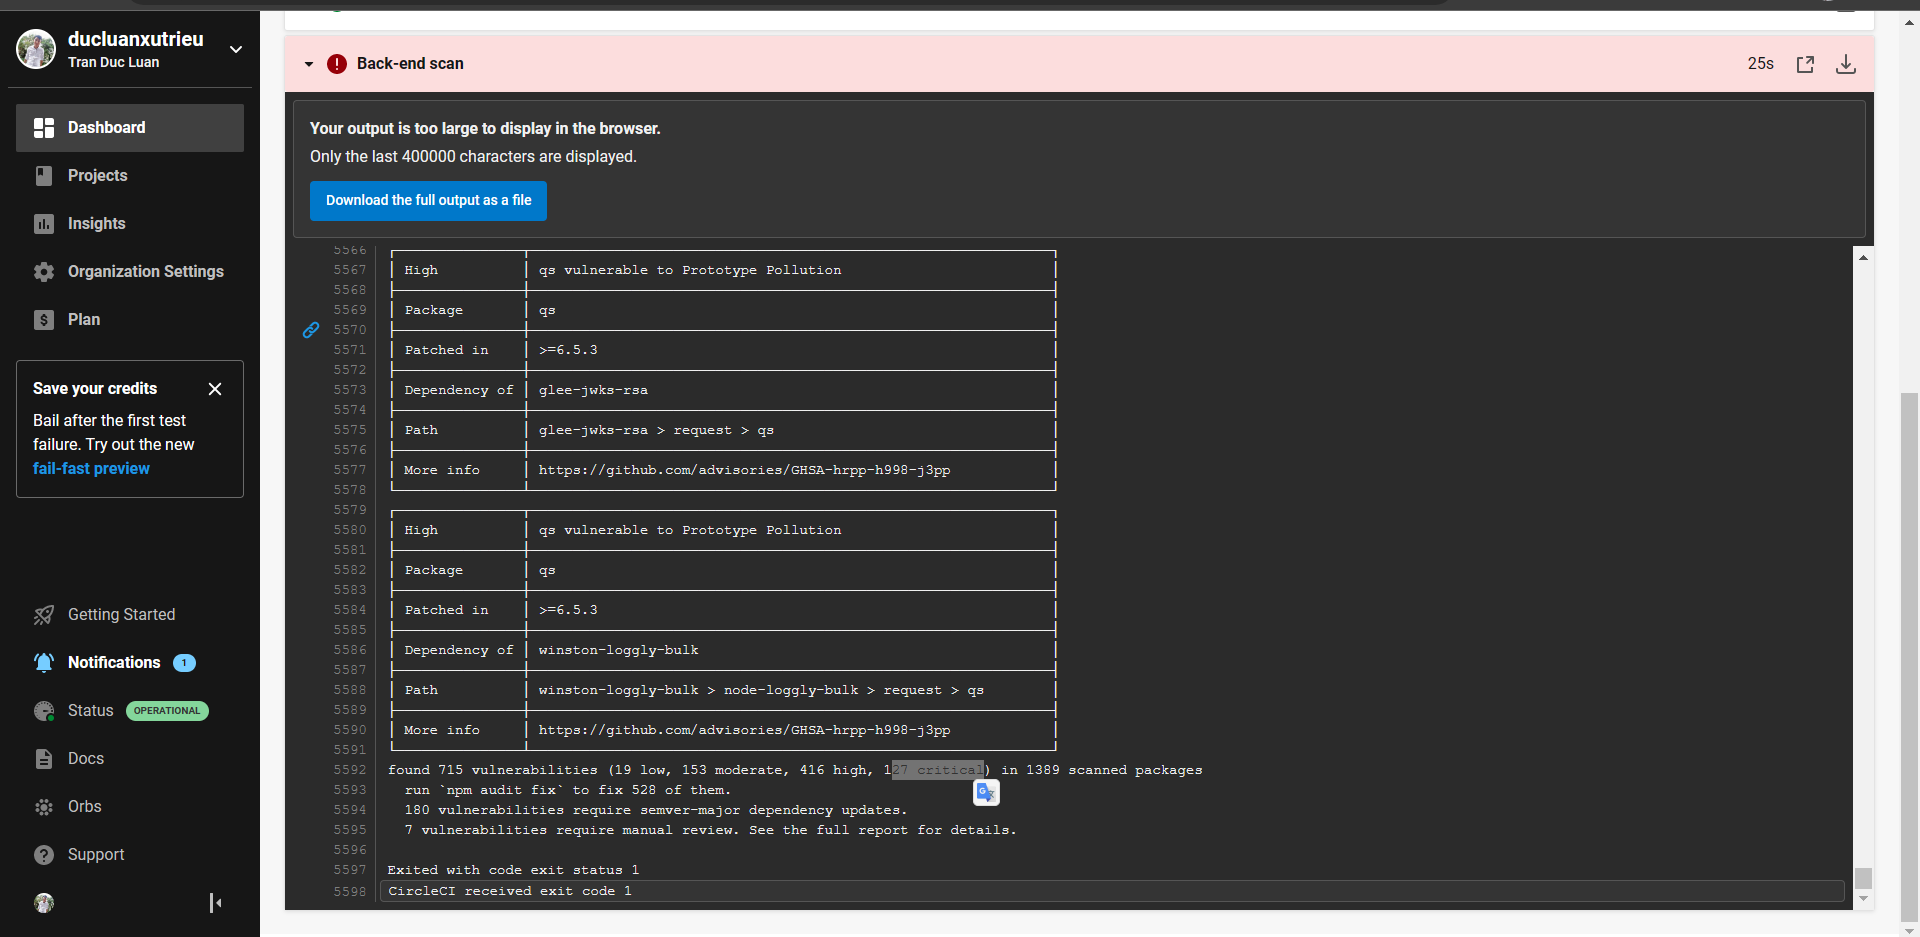 ducluanxutrieu
Tran Duc Luan
Dashboard
Projects
Insights
Organization Settings
Plan
Save your credits
Bail after the first test
failure. Try out the new
fail-fast preview
Getting Started
Notifications 1
Status OPERATIONAL
Docs
Orbs
Support
Back-end scan 25s
Your output is too large to display in the browser.
Only the last 400000 characters are displayed.
Download the full output as a file
5566
5567 High qs vulnerable to Prototype Pollution
5568
5569 Package qs
5570
5571 Patched in >=6.5.3
5572
5573 Dependency of glee-jwks-rsa
5574
5575 Path glee-jwks-rsa > request > qs
5576
5577 More info https://github.com/advisories/GHSA-hrpp-h998-j3pp
5578
5579
5580 High qs vulnerable to Prototype Pollution
5581
5582 Package qs
5583
5584 Patched in >=6.5.3
5585
5586 Dependency of winston-loggly-bulk
5587
5588 Path winston-loggly-bulk > node-loggly-bulk > request > qs
5589
5590 More info https://github.com/advisories/GHSA-hrpp-h998-j3pp
5591
5592 found 715 vulnerabilities (19 low, 153 moderate, 416 high, 127 critical) in 1389 scanned packages
5593 run `npm audit fix` to fix 528 of them.
5594 180 vulnerabilities require semver-major dependency updates.
5595 7 vulnerabilities require manual review. See the full report for details.
5596
5597 Exited with code exit status 1
5598 CircleCI received exit code 1